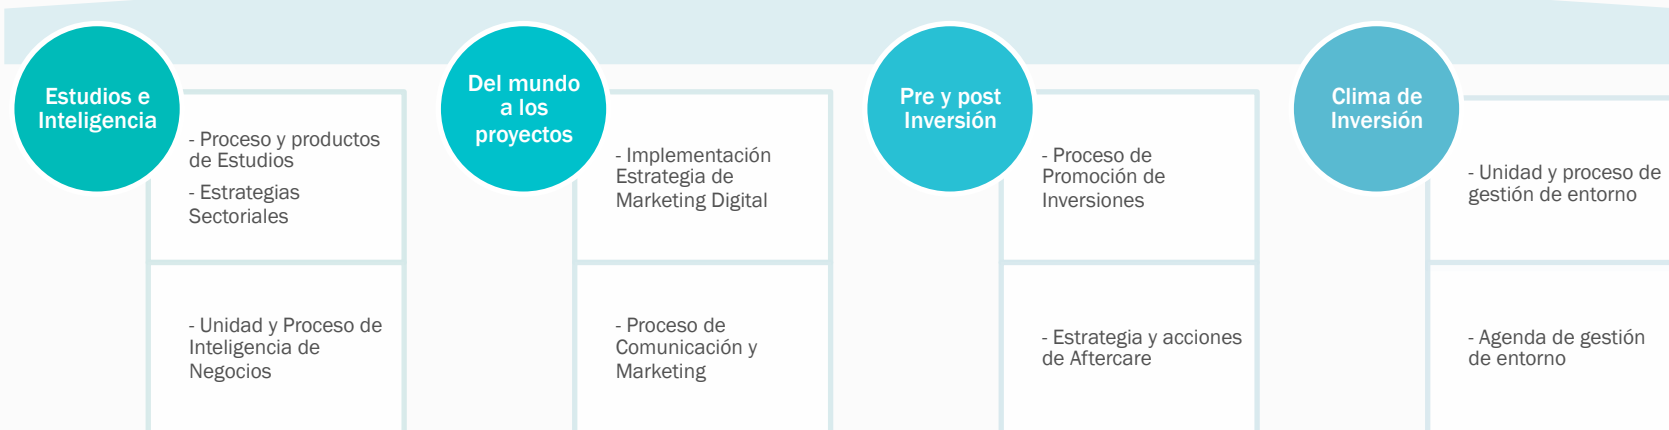 Estudios e
Inteligencia
- Proceso y productos
de Estudios
- Estrategias
Sectoriales
- Unidad y Proceso de
Inteligencia de
Negocios
Del mundo
a los
proyectos
- Implementación
Estrategia de
Marketing Digital
- Proceso de
Comunicación y
Marketing
Pre y post
Inversión
- Proceso de
Promoción de
Inversiones
- Estrategia y acciones
de Aftercare
Clima de
Inversión
- Unidad y proceso de
gestión de entorno
- Agenda de gestión
de entorno